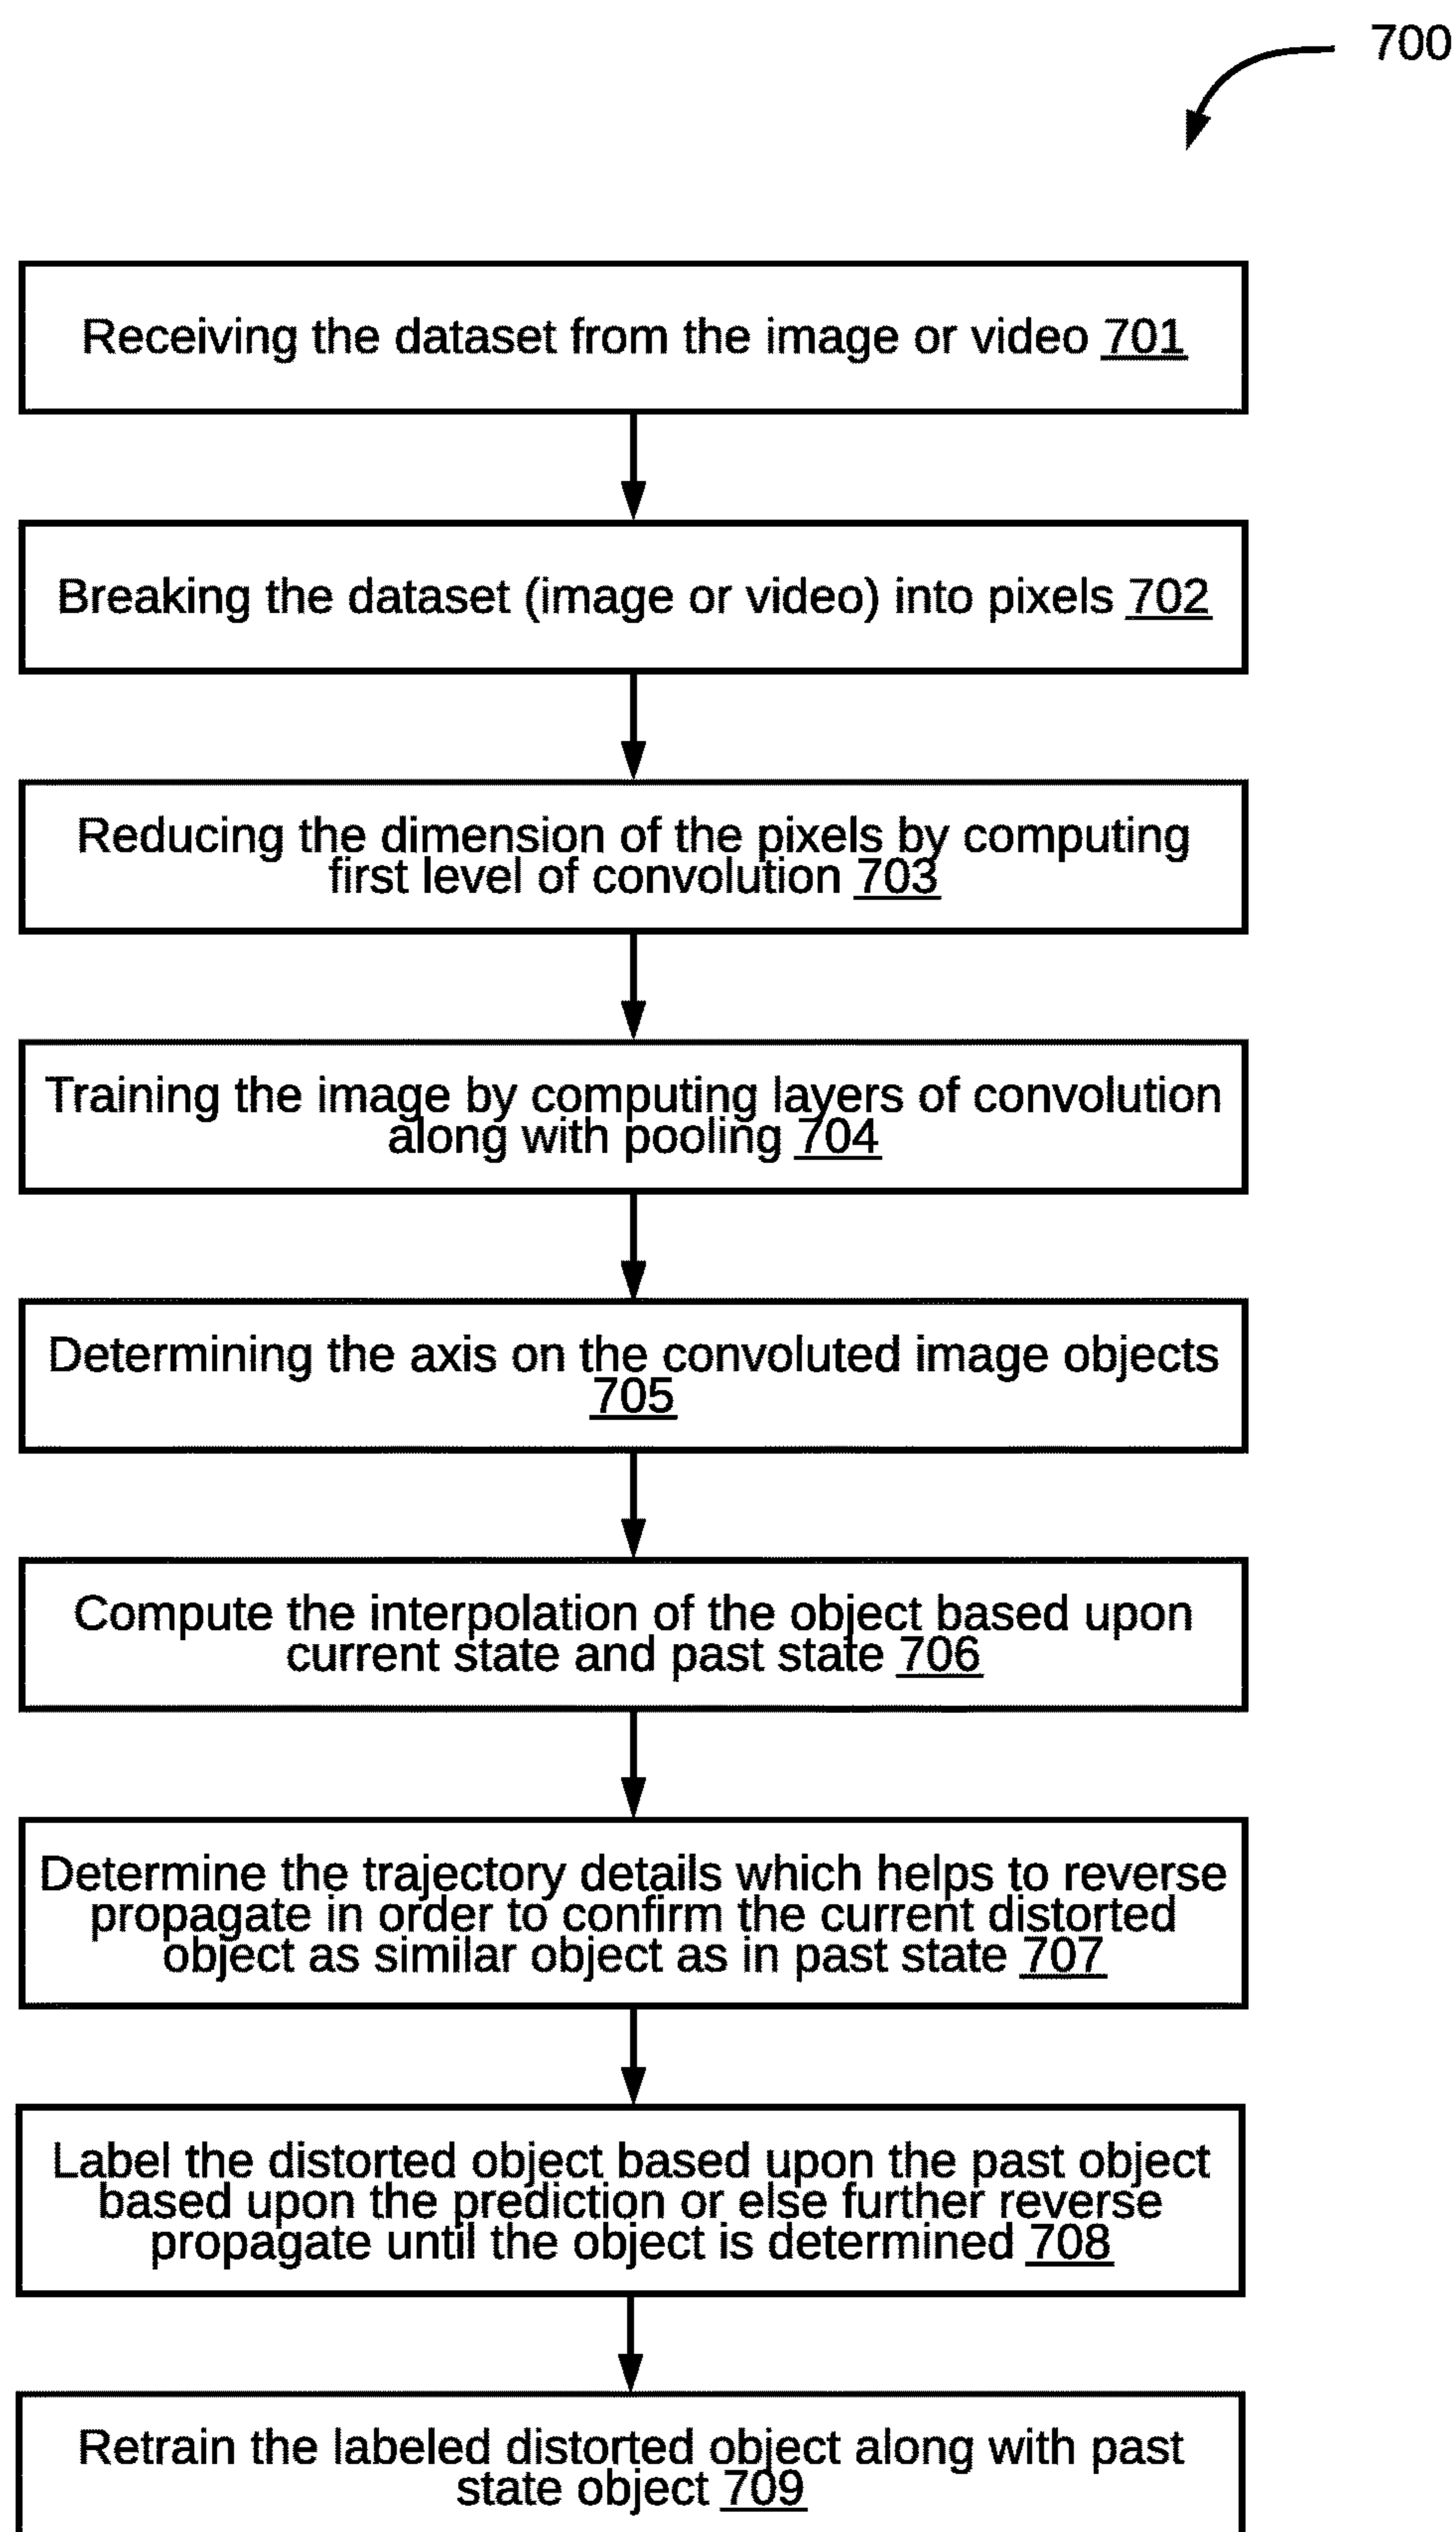 700
Receiving the dataset from the image or video 701
Breaking the dataset (image or video) into pixels 702
Reducing the dimension of the pixels by computing
first level of convolution 703
Training the image by computing layers of convolution
along with pooling 704
Determining the axis on the convoluted image objects
705
Compute the interpolation of the object based upon
current state and past state 706
Determine the trajectory details which helps to reverse
propagate in order to confirm the current distorted
object as similar object as in past state 707
Label the distorted object based upon the past object
based upon the prediction or else further reverse
propagate until the object is determined 708
Retrain the labeled distorted object along with past
state object 709